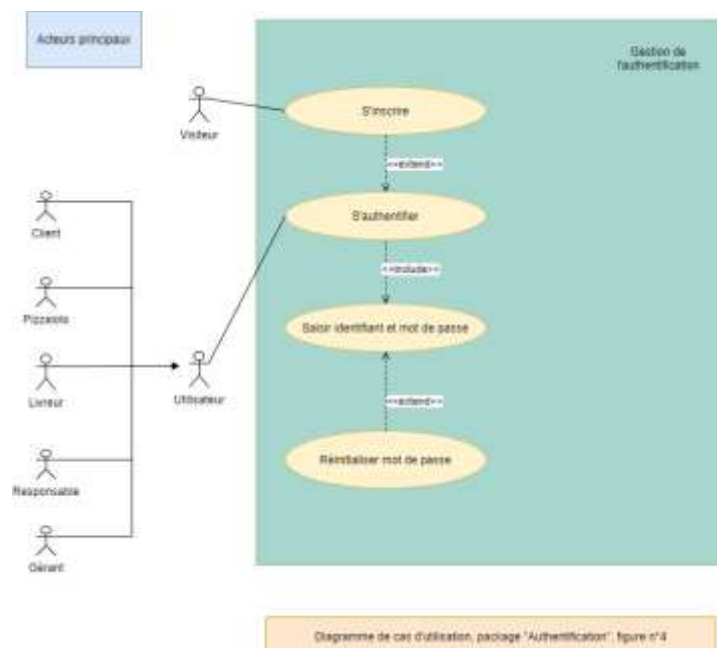 Acteurs principaux
Gestion de
l'authentification
S'inscrire
Visiteur
<<extend>>
S'authentifier
Client
<<include>>
Pizzaiolo
Saisir identifiant et mot de passe
Livreur
Utilisateur
<<extend>>
Réinitialiser mot de passe
Responsable
Gérant
Diagramme de cas d'utilisation, package "Authentification", figure n°4